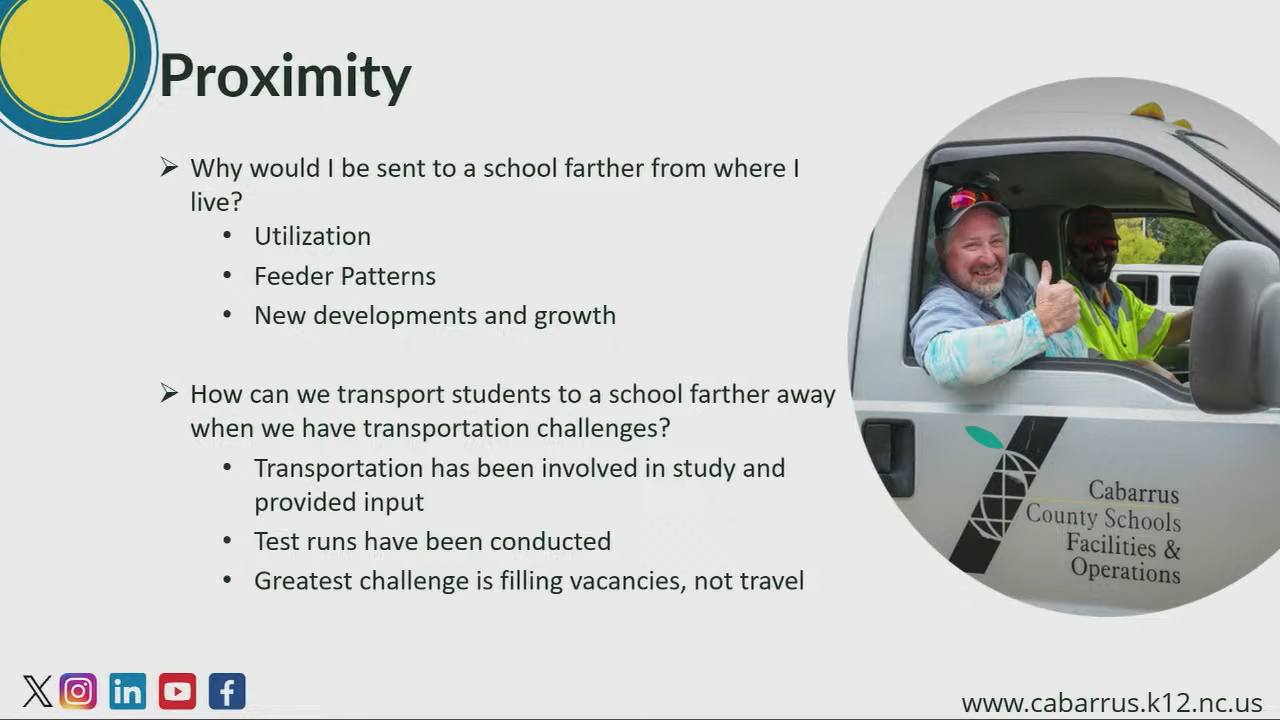 Proximity
Why would I be sent to a school farther from where I
live?
• Utilization
• Feeder Patterns
• New developments and growth
How can we transport students to a school farther away
when we have transportation challenges?
• Transportation has been involved in study and
provided input
• Test runs have been conducted
• Greatest challenge is filling vacancies, not travel
Cabarrus
County Schools
Facilities &
Operations
www.cabarrus.k12.nc.us